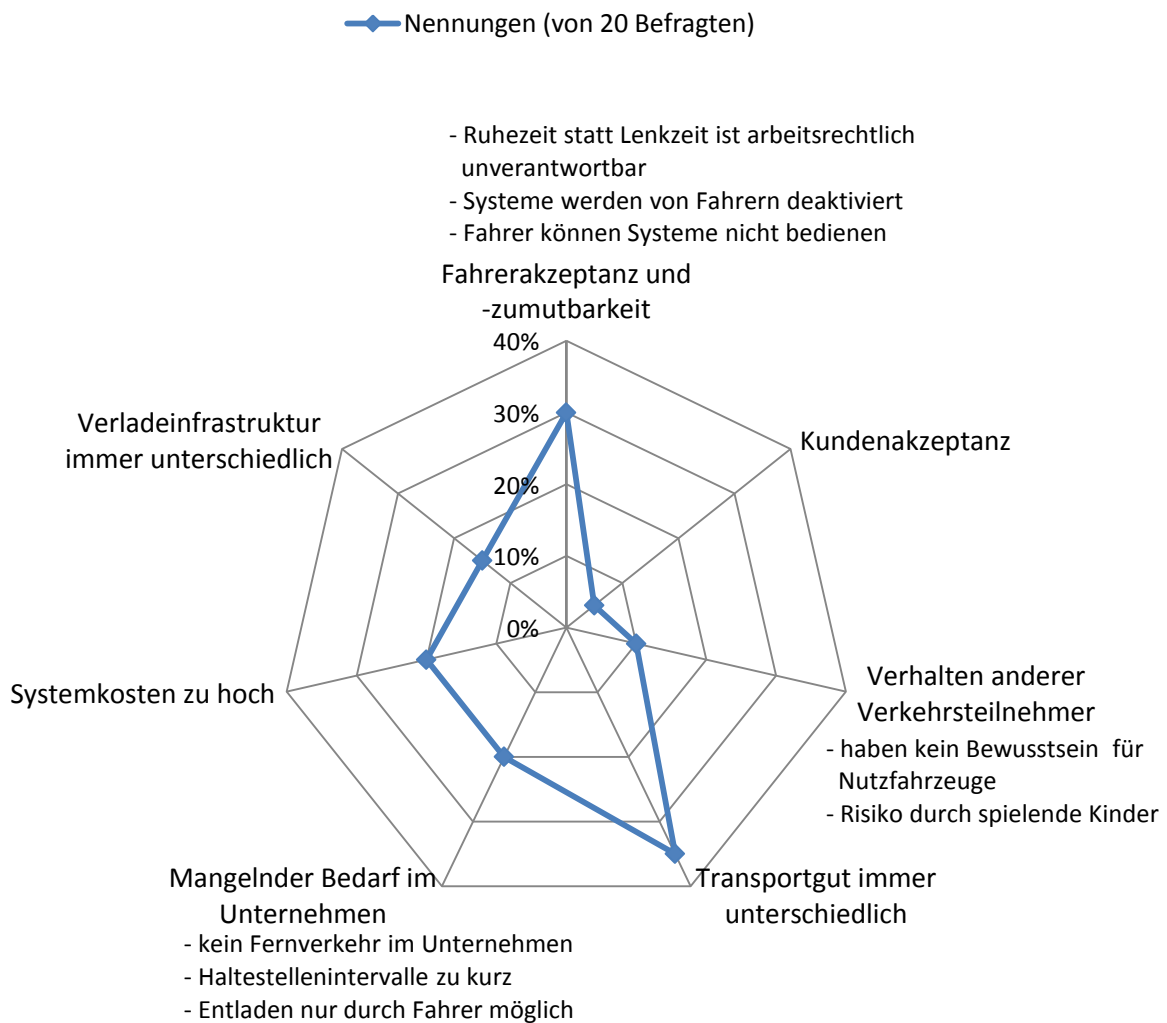 Nennungen (von 20 Befragten)
- Ruhezeit statt Lenkzeit ist arbeitsrechtlich
unverantwortbar
- Systeme werden von Fahrern deaktiviert
- Fahrer können Systeme nicht bedienen
Fahrerakzeptanz und
-zumutbarkeit
40%
30%
20%
10%
0%
Kundenakzeptanz
Verhalten anderer
Verkehrsteilnehmer
- haben kein Bewusstsein für
Nutzfahrzeuge
- Risiko durch spielende Kinder
Transportgut immer
unterschiedlich
Mangelnder Bedarf im
Unternehmen
- kein Fernverkehr im Unternehmen
- Haltestellenintervalle zu kurz
- Entladen nur durch Fahrer möglich
Systemkosten zu hoch
Verladeinfrastruktur
immer unterschiedlich